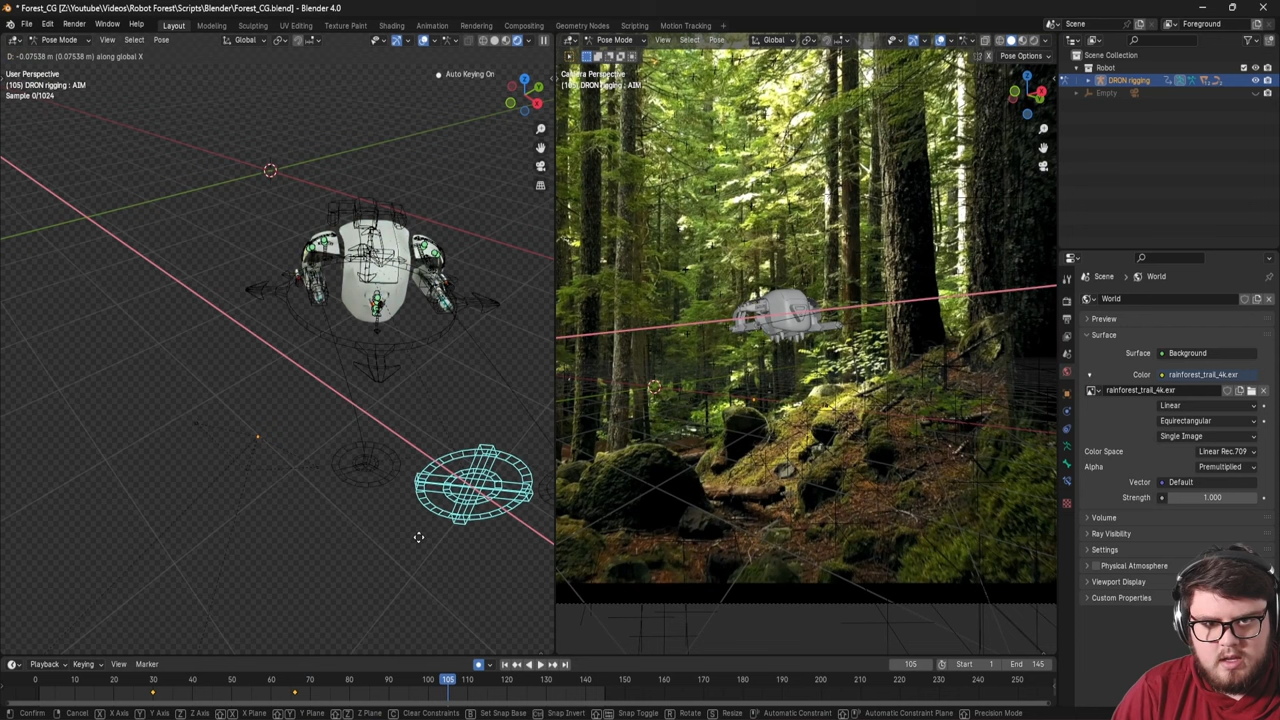 * Forest_CG [Z:\Youtube\Videos\Robot Forest\Scripts\Blender\Forest_CG.blend] - Blender 4.0
File Edit Render Window Help Layout Modeling Sculpting UV Editing Texture Paint Shading Animation Rendering Compositing Geometry Nodes Scripting Motion Tracking Scene Foreground
Pose Mode View Select Pose Global
Pose Mode View Select Pose Global
D: -0.07538 m (0.07538 m) along global X
Pose Options
User Perspective
(105) DRON rigging : AIM
Sample 0/1024
Auto Keying On
Camera Perspective
(105) DRON rigging : AIM
Z
Y
X
Z
X
Scene Collection
Robot
DRON rigging
Empty
Scene > World
World
Preview
Surface
Surface Background
Color rainforest_trail_4k.exr
rainforest_trail_4k.exr
Linear
Equirectangular
Single Image
Color Space Linear Rec.709
Alpha Premultiplied
Vector Default
Strength 1.000
Volume
Ray Visibility
Settings
Physical Atmosphere
Viewport Display
Custom Properties
Playback Keying View Marker 105 Start 1 End 145
0 10 20 30 40 50 60 70 80 90 105 110 120 130 140 150 160 170 180 190 200 210 220 230 240 250
Confirm Cancel X X Axis Y Y Axis Z Z Axis X X Plane Y Y Plane Z Z Plane C Clear Constraints B Set Snap Base Snap Invert Snap Toggle G Move R Rotate S Resize Automatic Constraint Automatic Constraint Plane Precision Mode